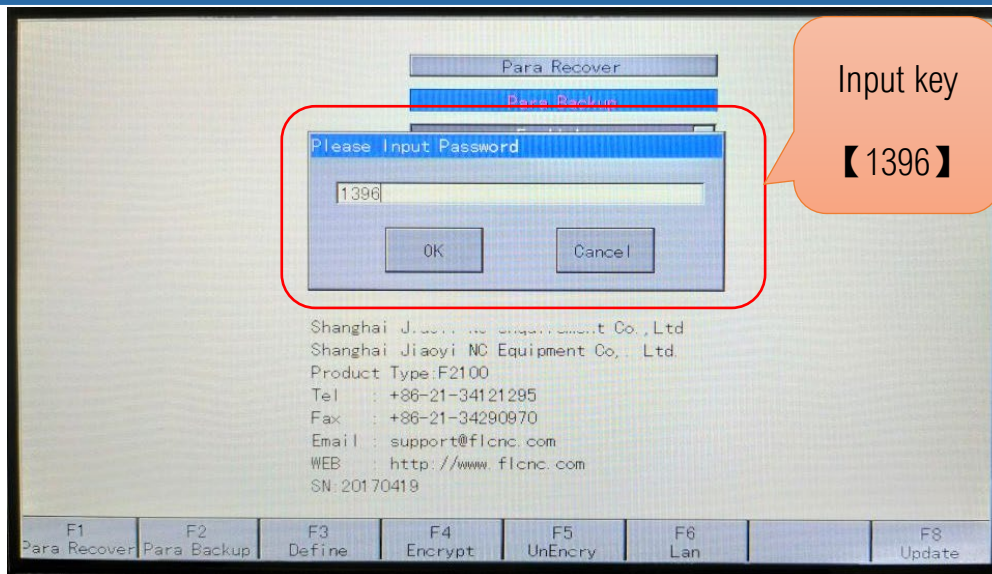 Para Recover
Para Backup
Please Input Password
1396
OK
Cancel
Input key
【1396】
Shanghai
Co.,Ltd
Shanghai Jiaoyi NC Equipment Co,. Ltd.
Product Type:F2100
Tel : +86-21-34121295
Fax : +86-21-34290970
Email : support@flcnc.com
WEB : http://www.flcnc.com
SN:20170419
F1 F2 F3 F4 F5 F6 F8
Para Recover Para Backup Define Encrypt UnEncry Lan Update